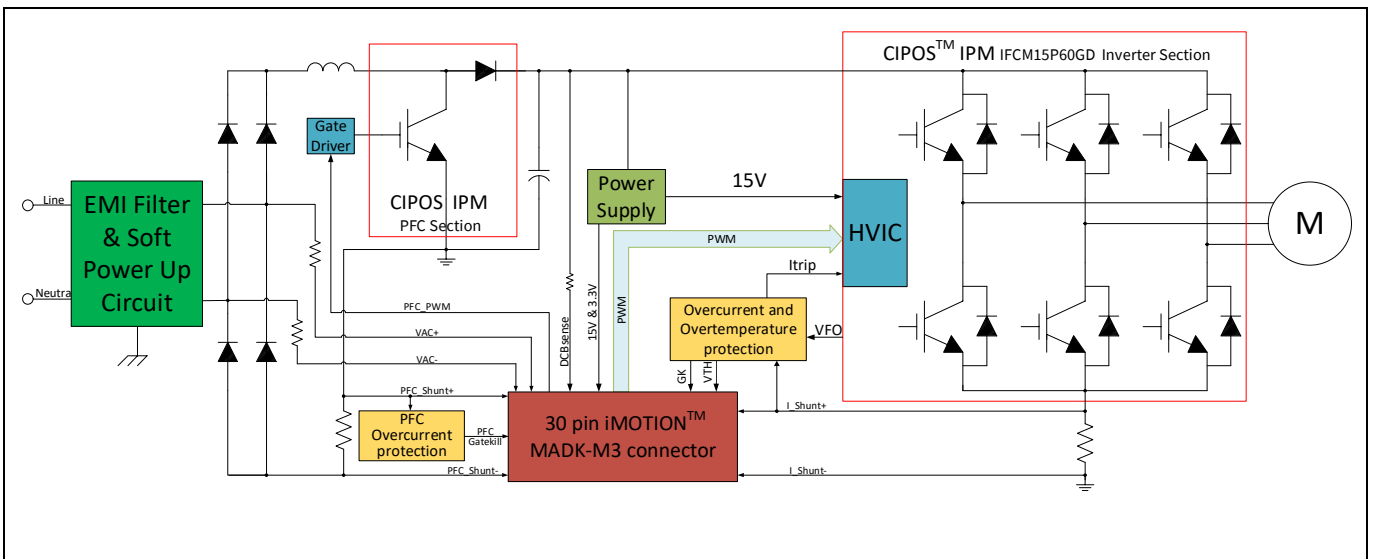 CIPOS™ IPM IFCM15P60GD Inverter Section
Gate
Driver
CIPOS IPM
PFC Section
Power
Supply
15V
HVIC
M
Line
EMI Filter
& Soft
Power Up
Circuit
Neutra
PWM
Itrip
PFC_PWM
DCBsense
15V & 3.3V
PWM
Overcurrent and
Overtemperature
protection
VFO
VAC+
VAC-
GK
VTH
PFC_Shunt+
PFC
Overcurrent
protection
PFC
Gatekill
30 pin iMOTION™
MADK-M3 connector
I_Shunt+
PFC_Shunt-
I_Shunt-